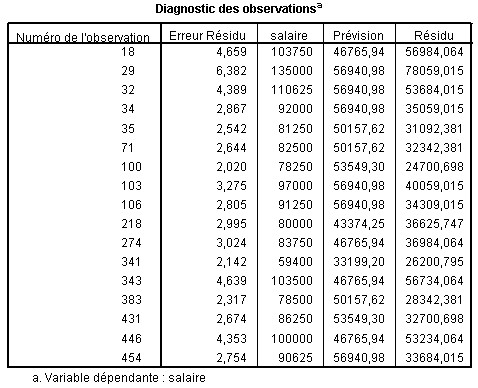 Diagnostic des observationsa
Numéro de l'observation Erreur Résidu salaire Prévision Résidu
18 4,659 103750 46765,94 56984,064
29 6,382 135000 56940,98 78059,015
32 4,389 110625 56940,98 53684,015
34 2,867 92000 56940,98 35059,015
35 2,542 81250 50157,62 31092,381
71 2,644 82500 50157,62 32342,381
100 2,020 78250 53549,30 24700,698
103 3,275 97000 56940,98 40059,015
106 2,805 91250 56940,98 34309,015
218 2,995 80000 43374,25 36625,747
274 3,024 83750 46765,94 36984,064
341 2,142 59400 33199,20 26200,795
343 4,639 103500 46765,94 56734,064
383 2,317 78500 50157,62 28342,381
431 2,674 86250 53549,30 32700,698
446 4,353 100000 46765,94 53234,064
454 2,754 90625 56940,98 33684,015
a. Variable dépendante : salaire